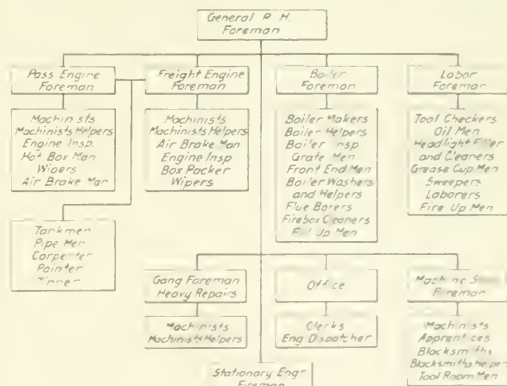 General R H.
Foreman
Pass Engine
Foreman
Freight Engine
Foreman
Boiler
Foreman
Labor
Foreman
Machinists
Machinists Helpers
Engine Insp.
Hot Box Man
Wipers
Air Brake Man
Machinists
Machinists Helpers
Air Brake Man
Engine Insp
Box Packer
Wipers
Boiler Makers
Boiler Helpers
Boiler Insp
Grate Men
Front End Men
Boiler Washers
and Helpers
Flue Borers
Firebox Cleaners
Fill Up Men
Tool Checkers
Oil Men
Headlight Filler
and Cleaners
Grease Cup Men
Sweepers
Laborers
Fire Up Men
Tankmen
Pipe Men
Carpenter
Painter
Tinner
Gang Foreman
Heavy Repairs
Office
Machine
Foreman
Machinists
Machinists Helpers
Clerks
Eng Dispatcher
Machinists
Apprentices
Blacksmiths
Blacksmiths Helpers
Tool Room Men
Stationary Engr
Fireman